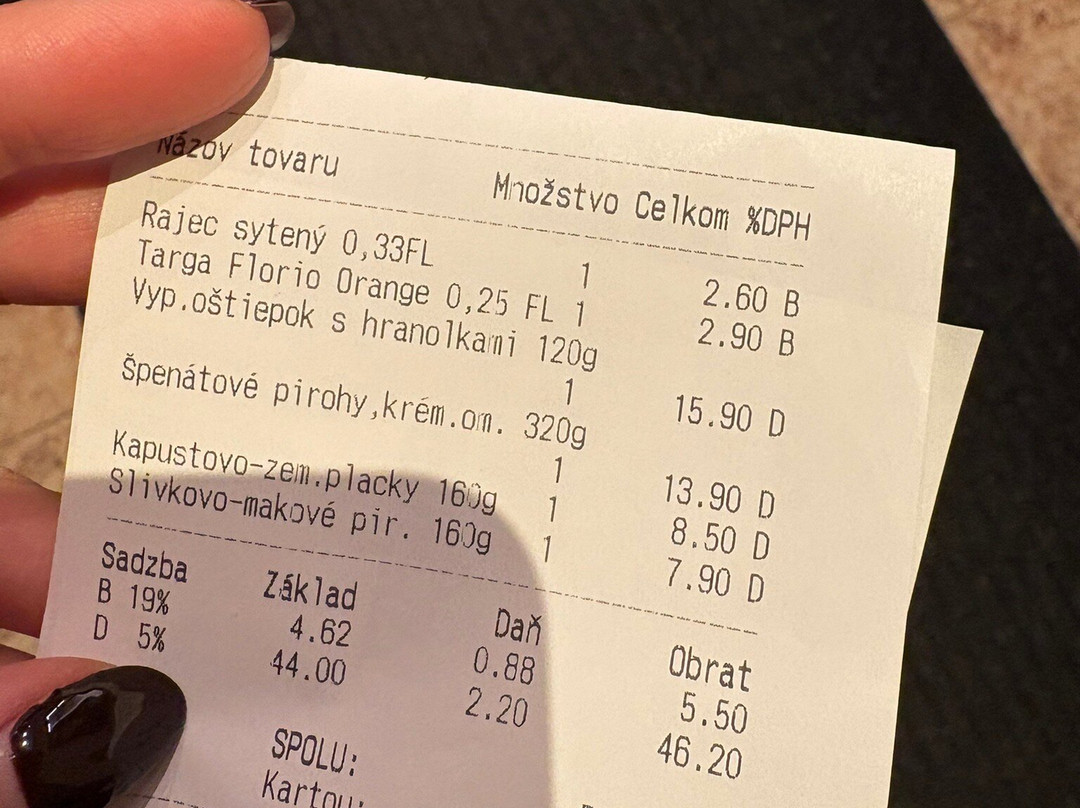 Názov tovaru
Množstvo Celkom %DPH
Rajec sytený 0,33FL
1 2.60 B
Targa Florio Orange 0,25 FL 1 2.90 B
Vyp.oštiepok s hranolkami 120g
1 15.90 D
Špenátové pirohy,krém.om. 320g
1 13.90 D
Kapustovo-zem.placky 160g 1 8.50 D
Slivkovo-makové pir. 160g 1 7.90 D
Sadzba Základ Daň Obrat
B 19% 4.62 0.88 5.50
D 5% 44.00 2.20 46.20
SPOLU:
Kartou: